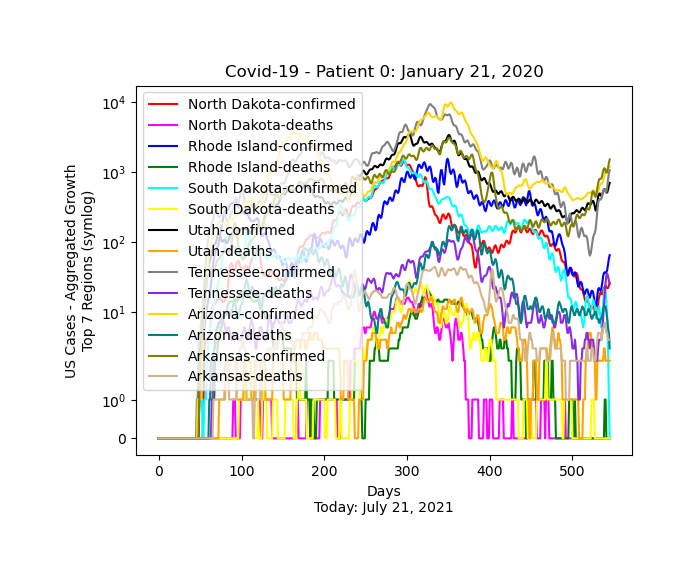 Covid-19 - Patient 0: January 21, 2020
US Cases - Aggregated Growth
Top 7 Regions (symlog)
10^4
10^3
10^2
10^1
10^0
0
North Dakota-confirmed
North Dakota-deaths
Rhode Island-confirmed
Rhode Island-deaths
South Dakota-confirmed
South Dakota-deaths
Utah-confirmed
Utah-deaths
Tennessee-confirmed
Tennessee-deaths
Arizona-confirmed
Arizona-deaths
Arkansas-confirmed
Arkansas-deaths
0 100 200 300 400 500
Days
Today: July 21, 2021